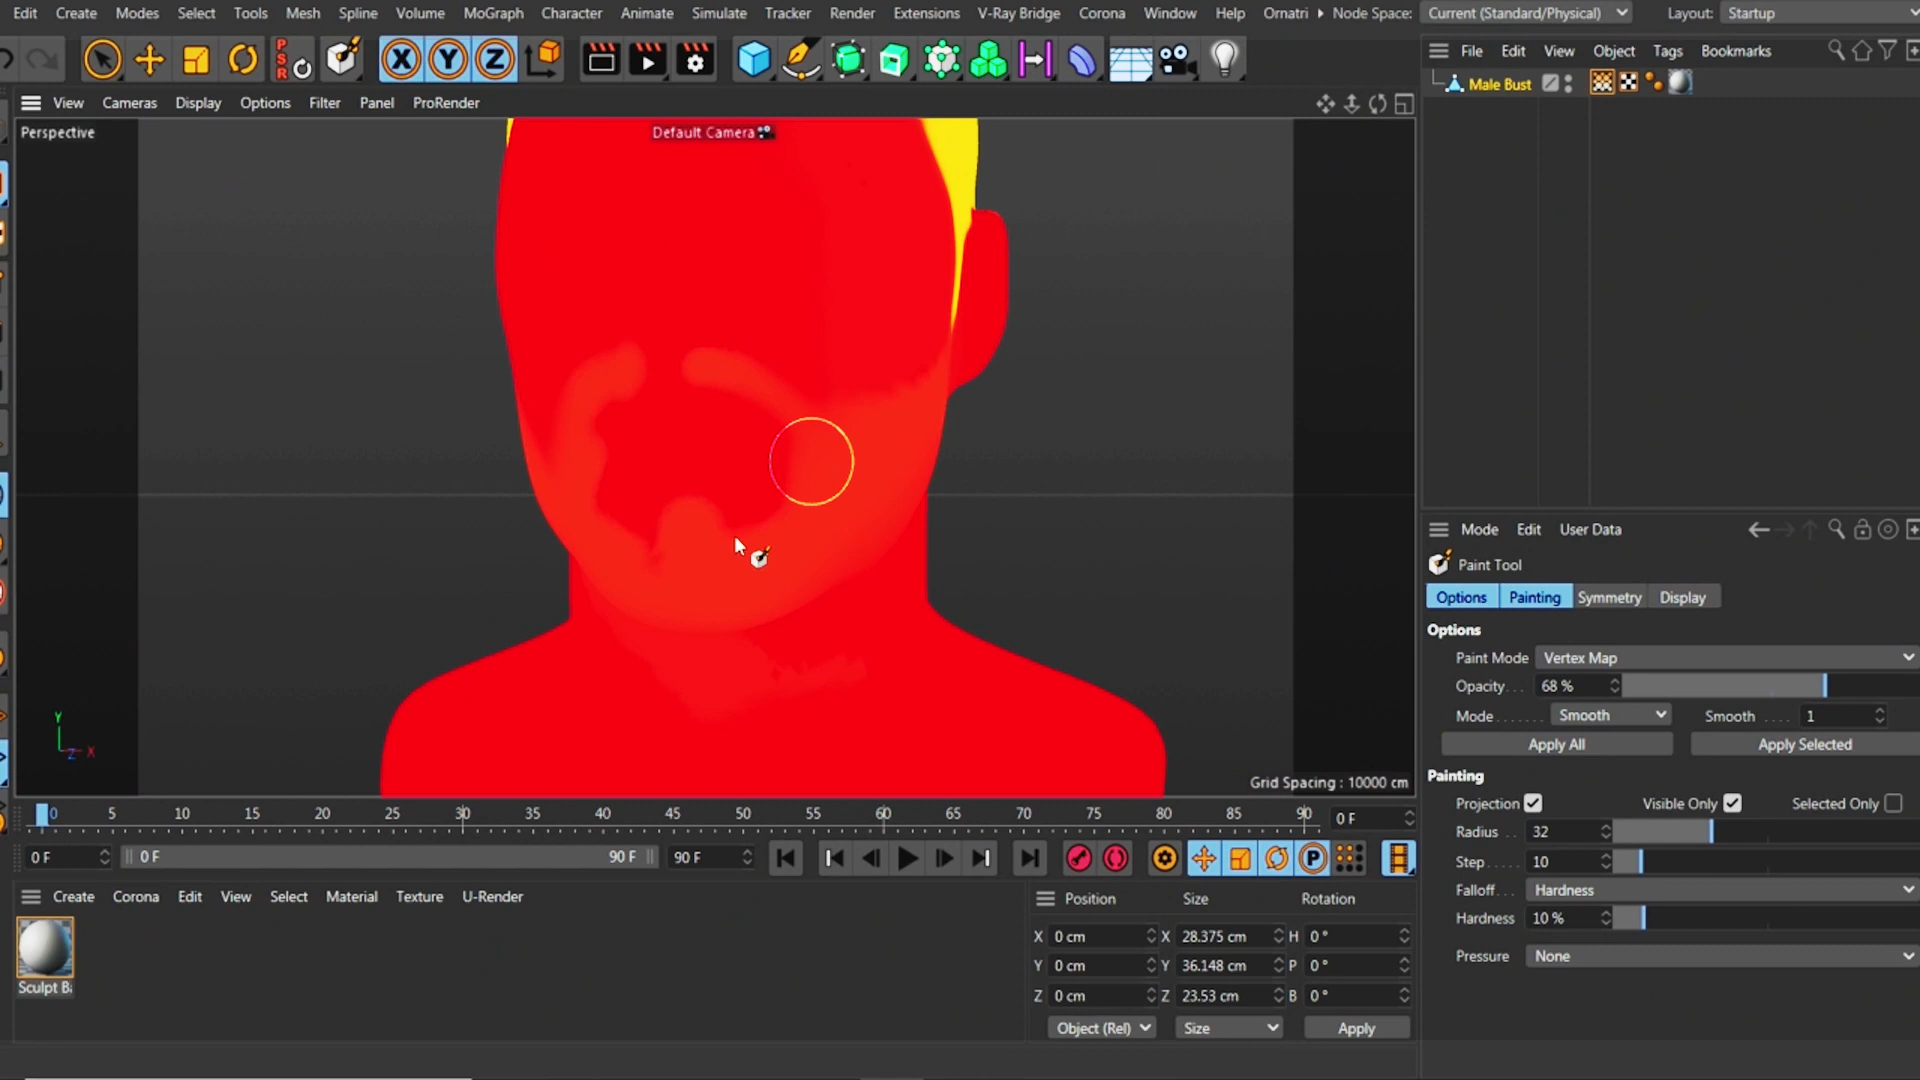 Edit Create Modes Select Tools Mesh Spline Volume MoGraph Character Animate Simulate Tracker Render Extensions V-Ray Bridge Corona Window Help Ornatri Node Space: Current (Standard/Physical) Layout: Startup
PSR X Y Z
File Edit View Object Tags Bookmarks
Male Bust
View Cameras Display Options Filter Panel ProRender
Perspective
Default Camera
Y
Z X
Grid Spacing : 10000 cm
Mode Edit User Data
Paint Tool
Options Painting Symmetry Display
Options
Paint Mode Vertex Map
Opacity... 68 %
Mode....... Smooth Smooth .... 1
Apply All Apply Selected
Painting
Projection Visible Only Selected Only
Radius .. 32
Step..... 10
Falloff... Hardness
Hardness 10 %
Pressure None
0 5 10 15 20 25 30 35 40 45 50 55 60 65 70 75 80 85 90 0 F
0 F 0 F 90 F 90 F P
Create Corona Edit View Select Material Texture U-Render
Sculpt Ba
Position Size Rotation
X 0 cm X 28.375 cm H 0 °
Y 0 cm Y 36.148 cm P 0 °
Z 0 cm Z 23.53 cm B 0 °
Object (Rel) Size Apply